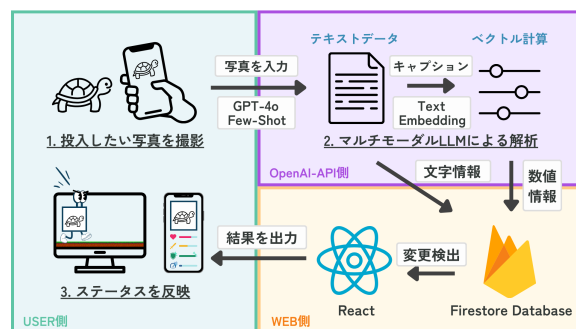 テキストデータ
ベクトル計算
写真を入力
キャプション
GPT-4o
Few-Shot
Text
Embedding
1. 投入したい写真を撮影
2. マルチモーダルLLMによる解析
OpenAI-API側
文字情報
数値
情報
結果を出力
変更検出
3. ステータスを反映
React
Firestore Database
USER側
WEB側